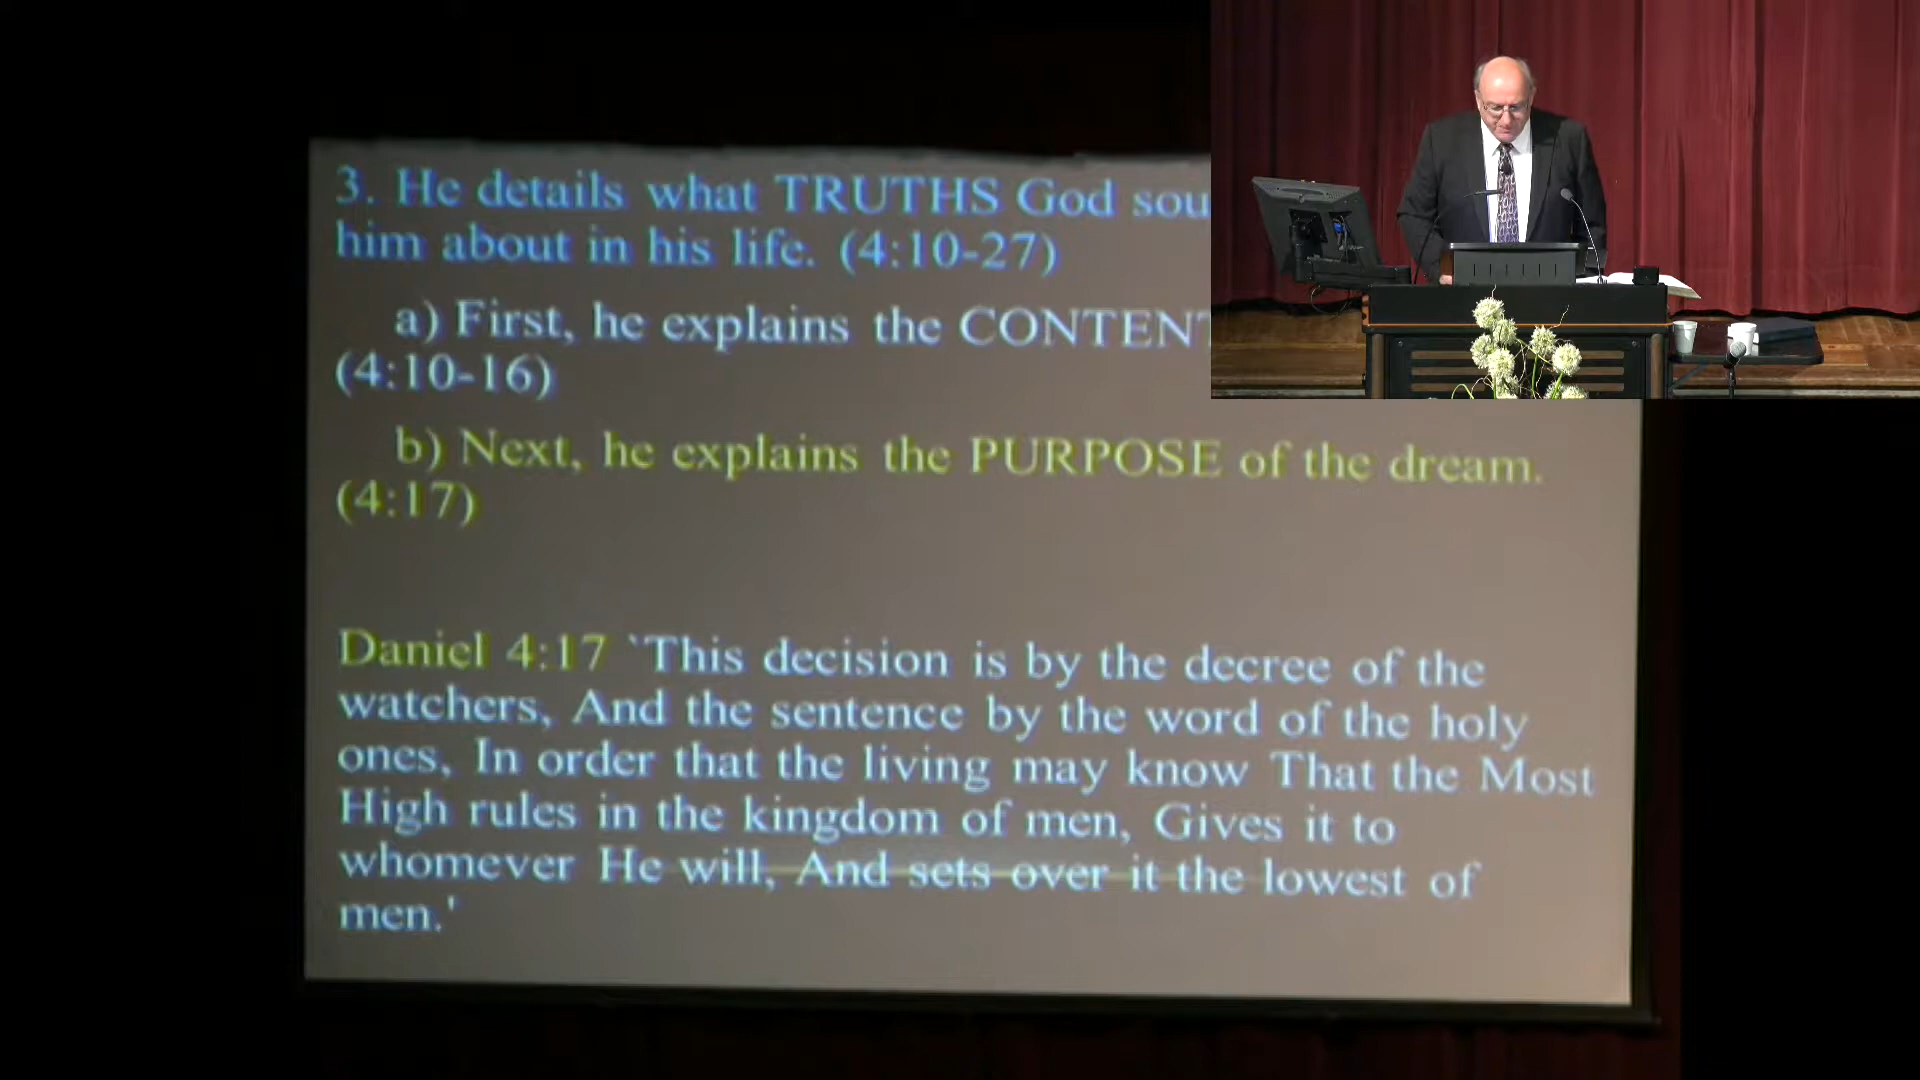 3. He details what TRUTHS God sou
him about in his life. (4:10-27)
a) First, he explains the CONTENT
(4:10-16)
b) Next, he explains the PURPOSE of the dream.
(4:17)
Daniel 4:17 `This decision is by the decree of the
watchers, And the sentence by the word of the holy
ones, In order that the living may know That the Most
High rules in the kingdom of men, Gives it to
whomever He will, And sets over it the lowest of
men.'